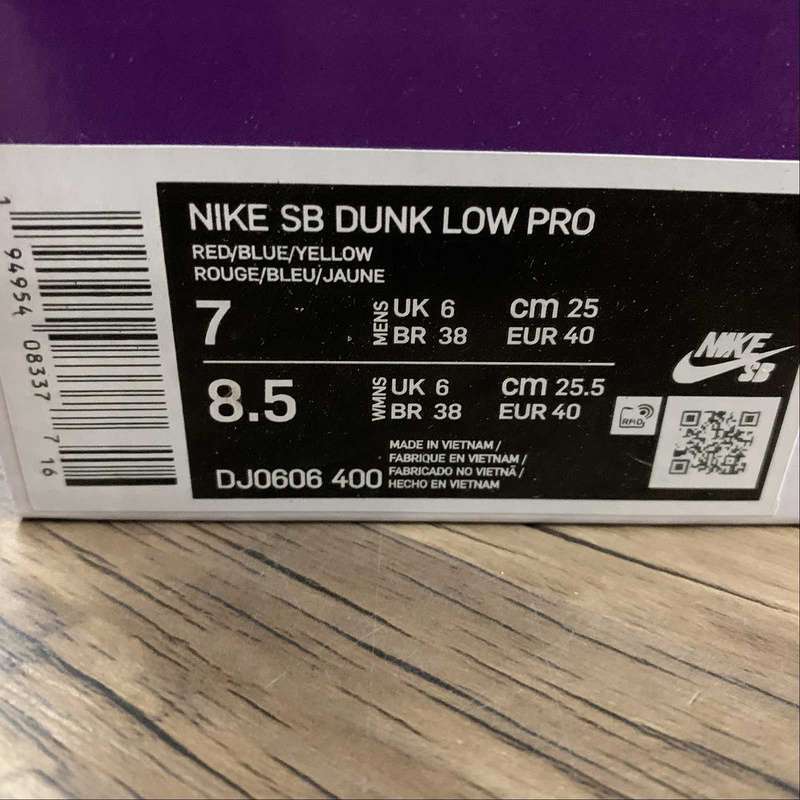 NIKE SB DUNK LOW PRO
RED/BLUE/YELLOW
ROUGE/BLEU/JAUNE
7 MENS UK 6 cm 25
BR 38 EUR 40
8.5 WMNS UK 6 cm 25.5
BR 38 EUR 40
NIKE
SB
RFID
DJ0606 400
MADE IN VIETNAM /
FABRIQUE EN VIETNAM /
FABRICADO NO VIETNÃ /
HECHO EN VIETNAM
1 94954 08337 7 16